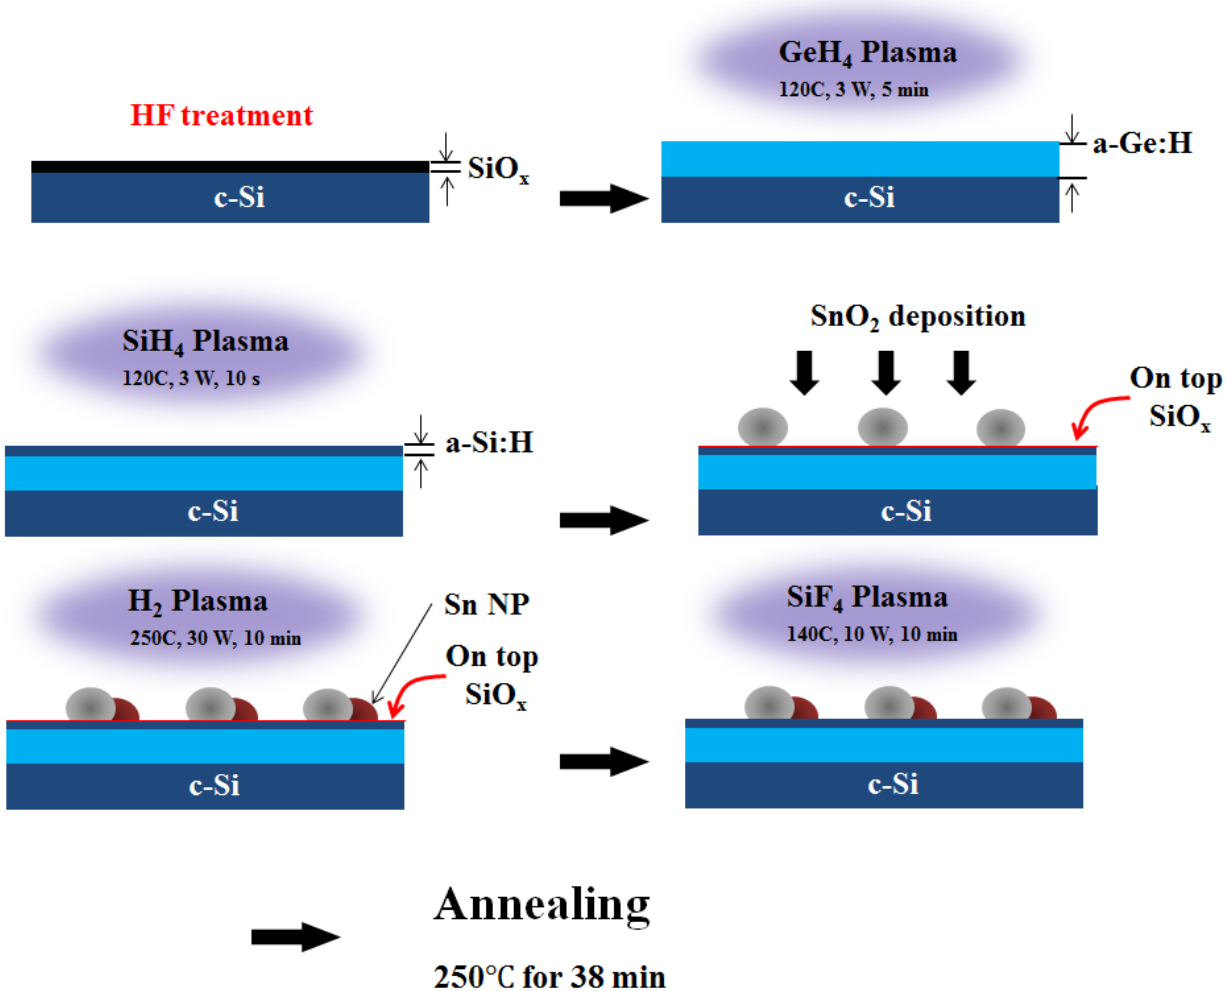 HF treatment
SiOₓ
c-Si
GeH₄ Plasma
120C, 3 W, 5 min
a-Ge:H
c-Si
SiH₄ Plasma
120C, 3 W, 10 s
a-Si:H
c-Si
SnO₂ deposition
On top
SiOₓ
c-Si
H₂ Plasma
250C, 30 W, 10 min
Sn NP
On top
SiOₓ
c-Si
SiF₄ Plasma
140C, 10 W, 10 min
c-Si
Annealing
250℃ for 38 min